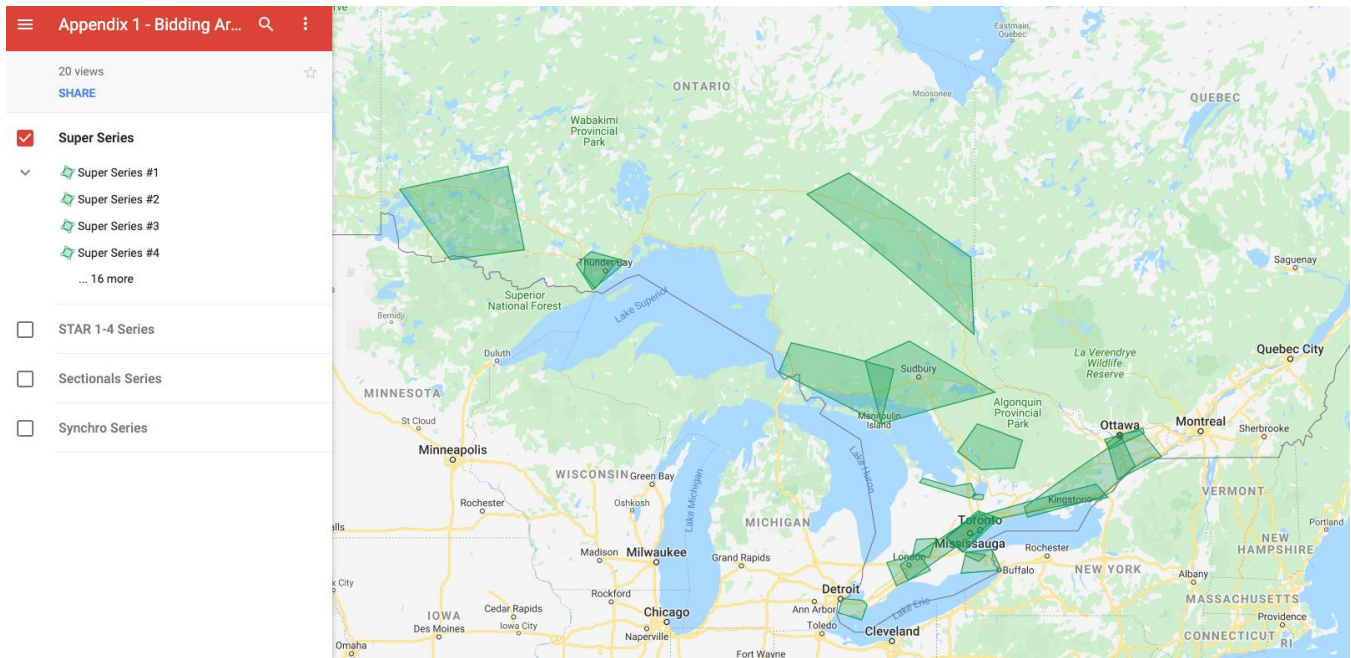 Appendix 1 - Bidding Ar...
20 views
SHARE
Super Series
Super Series #1
Super Series #2
Super Series #3
Super Series #4
... 16 more
STAR 1-4 Series
Sectionals Series
Synchro Series
Eastmain,
Quebec
ONTARIO
Moosonee
QUEBEC
Wabakimi
Provincial
Park
Saguenay
Thunder Bay
Superior
National Forest
Lake Superior
Bemidji
Duluth
La Verendrye
Wildlife
Reserve
Quebec City
Sudbury
MINNESOTA
Algonquin
Provincial
Park
St Cloud
Manitoulin
Island
Ottawa
Montreal
Sherbrooke
Minneapolis
WISCONSIN
Green Bay
Lake Michigan
Lake Huron
Kingston
VERMONT
Rochester
Oshkosh
MICHIGAN
Toronto
Mississauga
Rochester
Portland
NEW
HAMPSHIRE
Madison
Milwaukee
Grand Rapids
London
Buffalo
NEW YORK
Albany
Rockford
Detroit
Ann Arbor
Lake Erie
MASSACHUSETTS
IOWA
Cedar Rapids
Iowa City
Des Moines
Chicago
Naperville
Toledo
Cleveland
Providence
CONNECTICUT
RI
Omaha
Fort Wayne